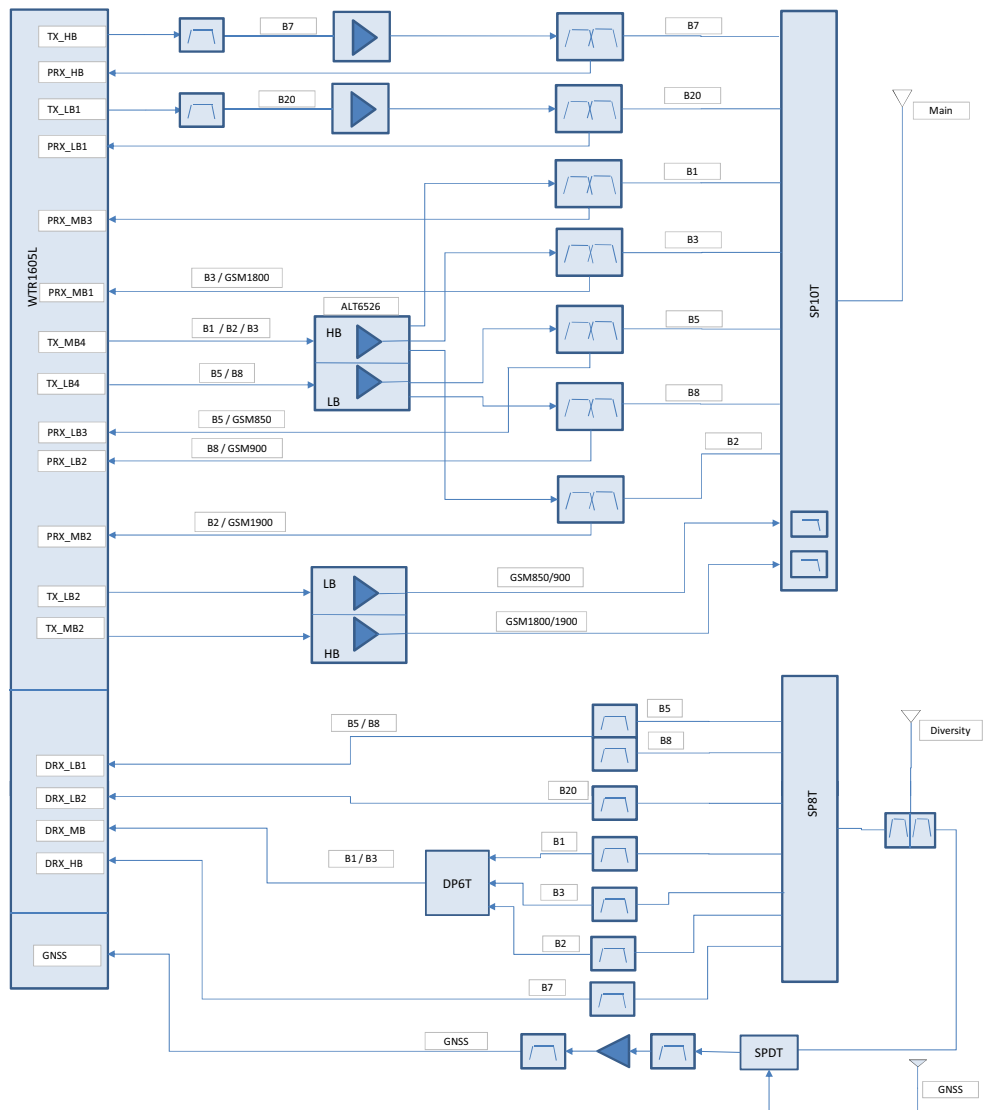 TX_HB
B7
B7
PRX_HB
TX_LB1
B20
B20
Main
PRX_LB1
B1
PRX_MB3
WTR1605L
B3
B3 / GSM1800
PRX_MB1
SP10T
ALT6526
B5
TX_MB4
B1 / B2 / B3
HB
TX_LB4
B5 / B8
LB
B8
PRX_LB3
B5 / GSM850
B2
PRX_LB2
B8 / GSM900
PRX_MB2
B2 / GSM1900
GSM850/900
TX_LB2
LB
TX_MB2
GSM1800/1900
HB
B5
B5 / B8
B8
Diversity
DRX_LB1
B20
DRX_LB2
SP8T
DRX_MB
B1
B1 / B3
DRX_HB
DP6T
B3
B2
GNSS
B7
GNSS
SPDT
GNSS